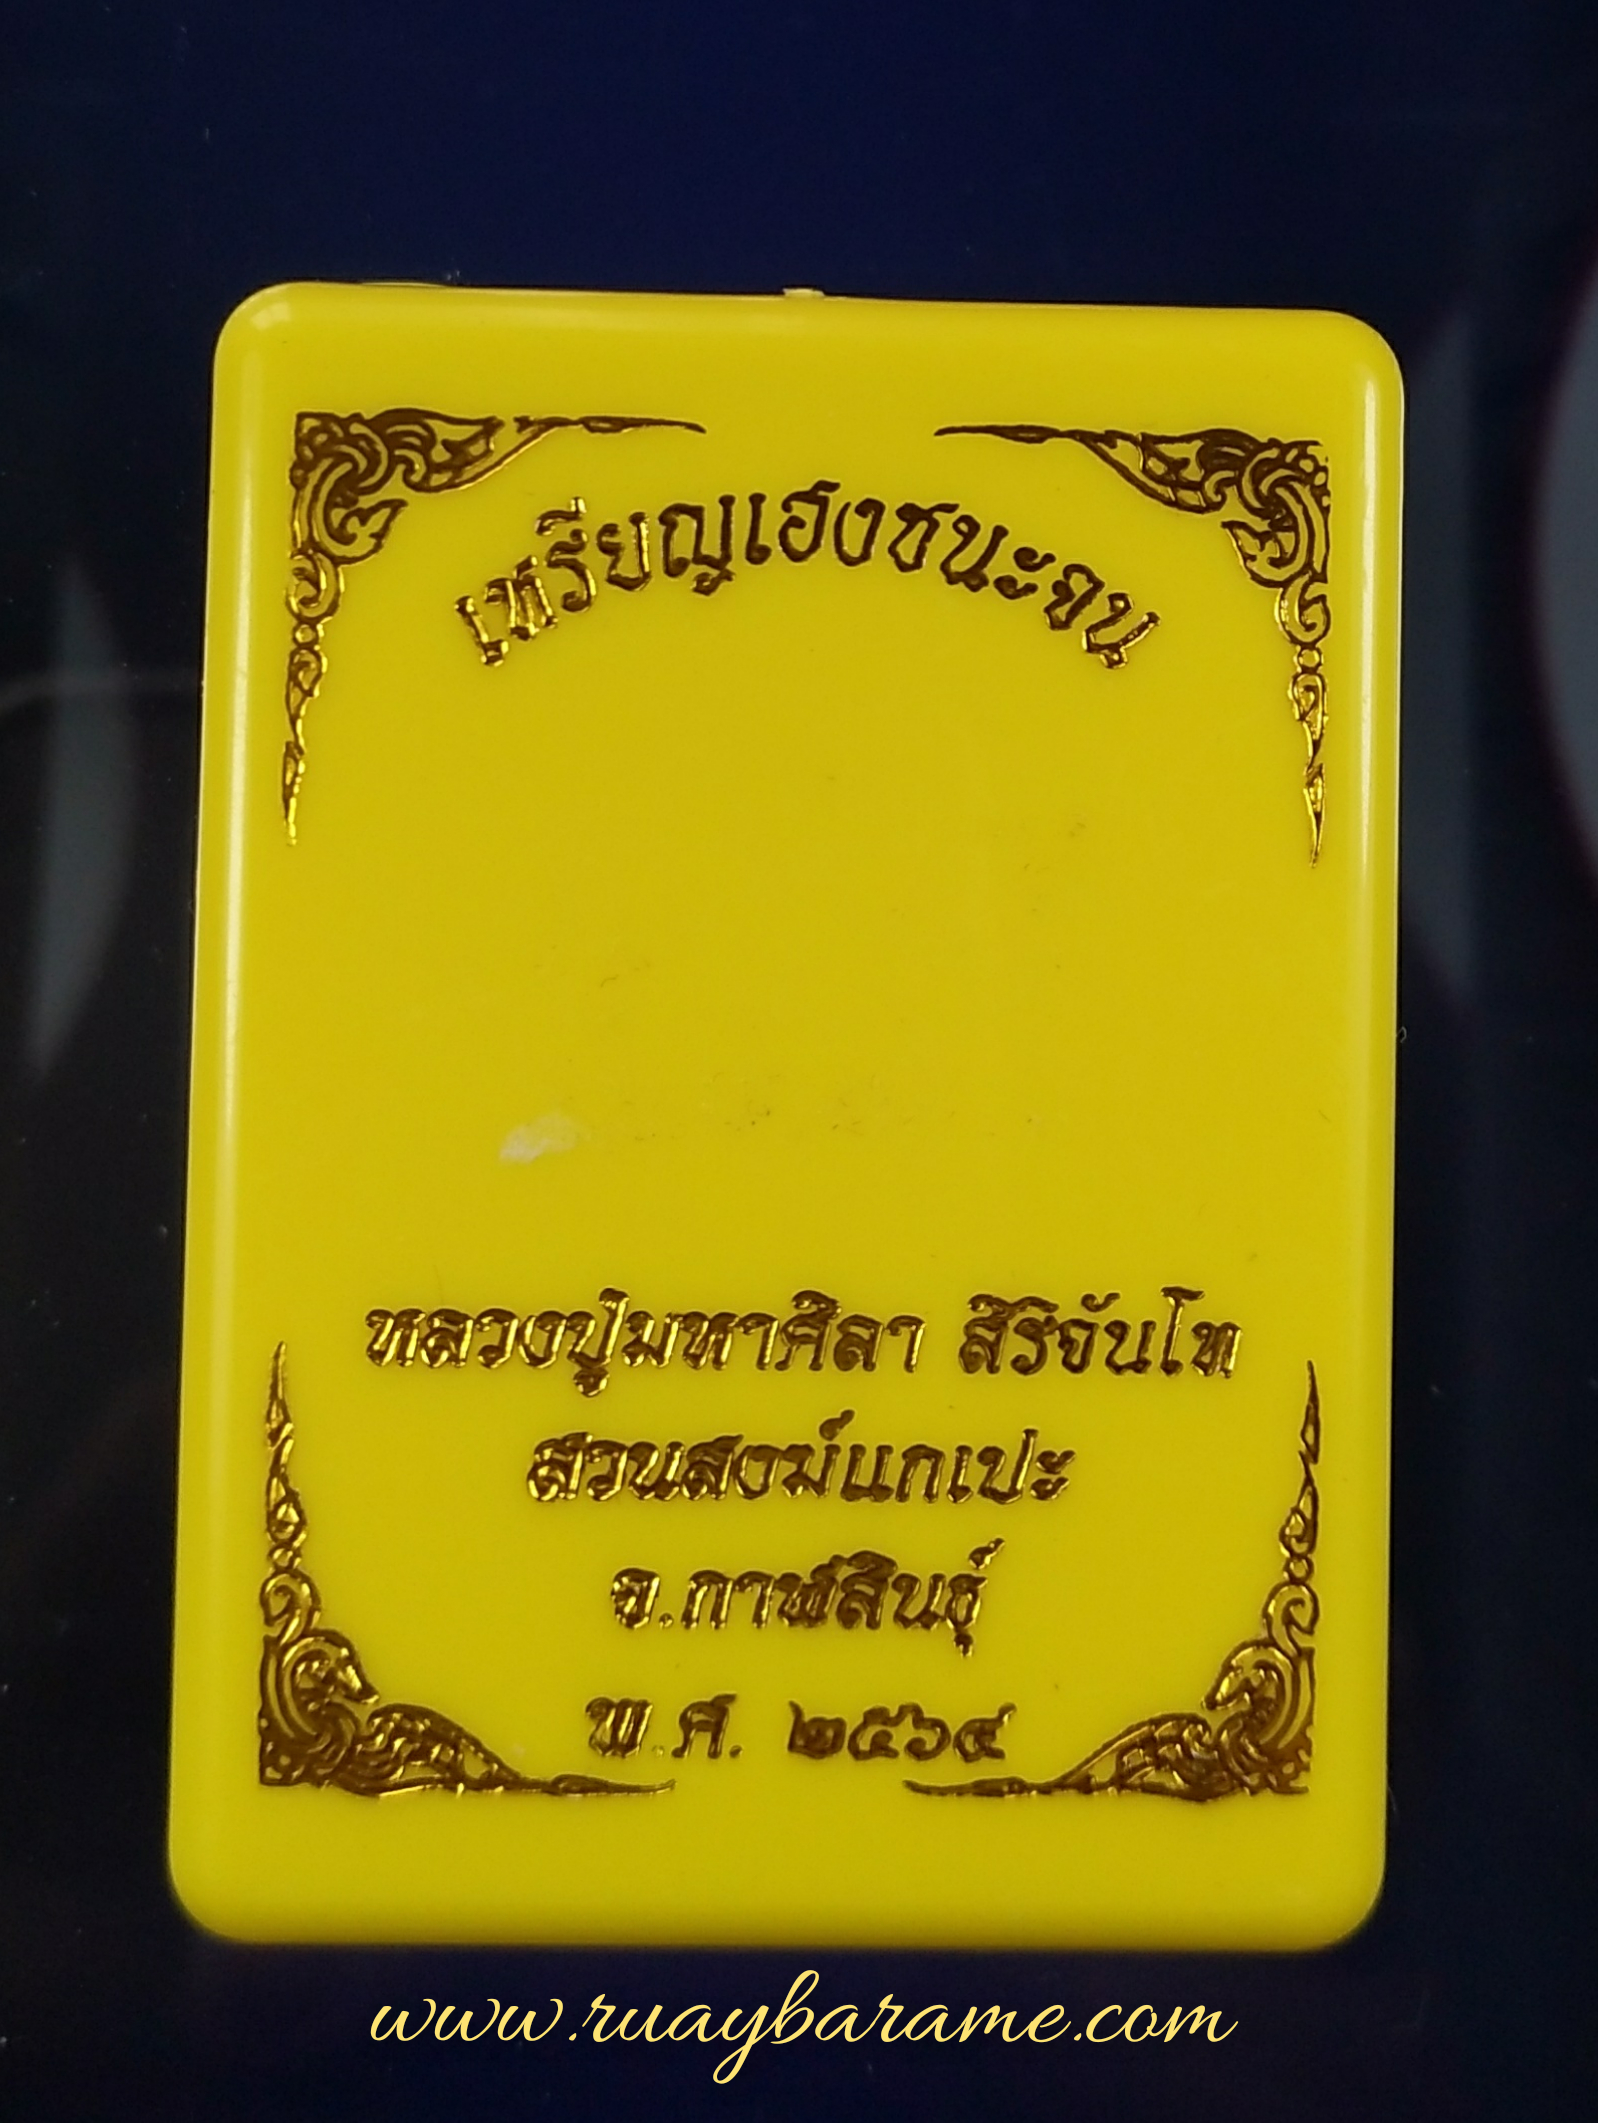 เหรียญเฮงชนะจน
หลวงปู่มหาศิลา สิริจันโท
สวนสงฆ์แกเปะ
จ.กาฬสินธุ์
พ.ศ. ๒๕๖๔
www.ruaybarame.com